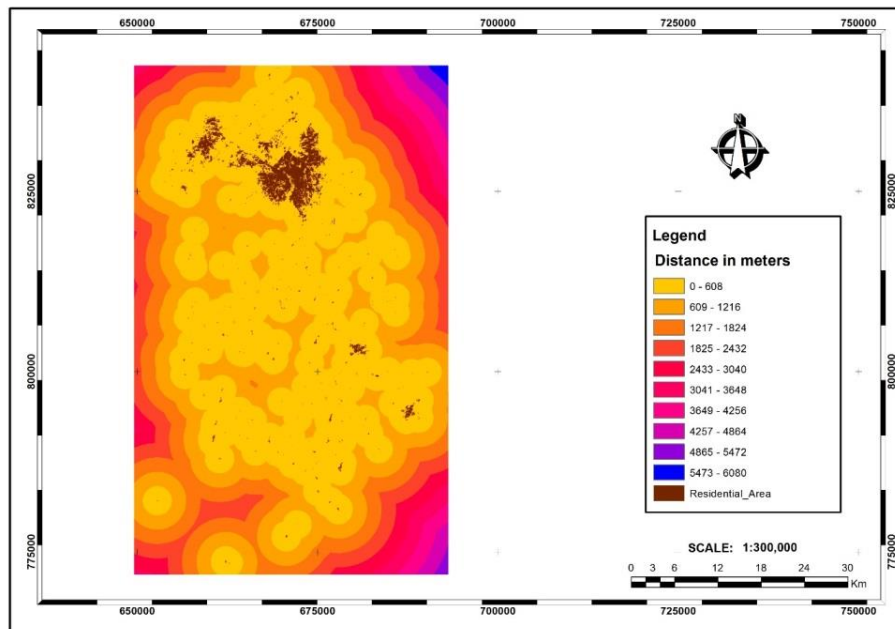 650000 675000 700000 725000 750000
825000 825000
800000 800000
775000 775000
N
Legend
Distance in meters
0 - 608
609 - 1216
1217 - 1824
1825 - 2432
2433 - 3040
3041 - 3648
3649 - 4256
4257 - 4864
4865 - 5472
5473 - 6080
Residential_Area
SCALE: 1:300,000
0 3 6 12 18 24 30
Km
650000 675000 700000 725000 750000